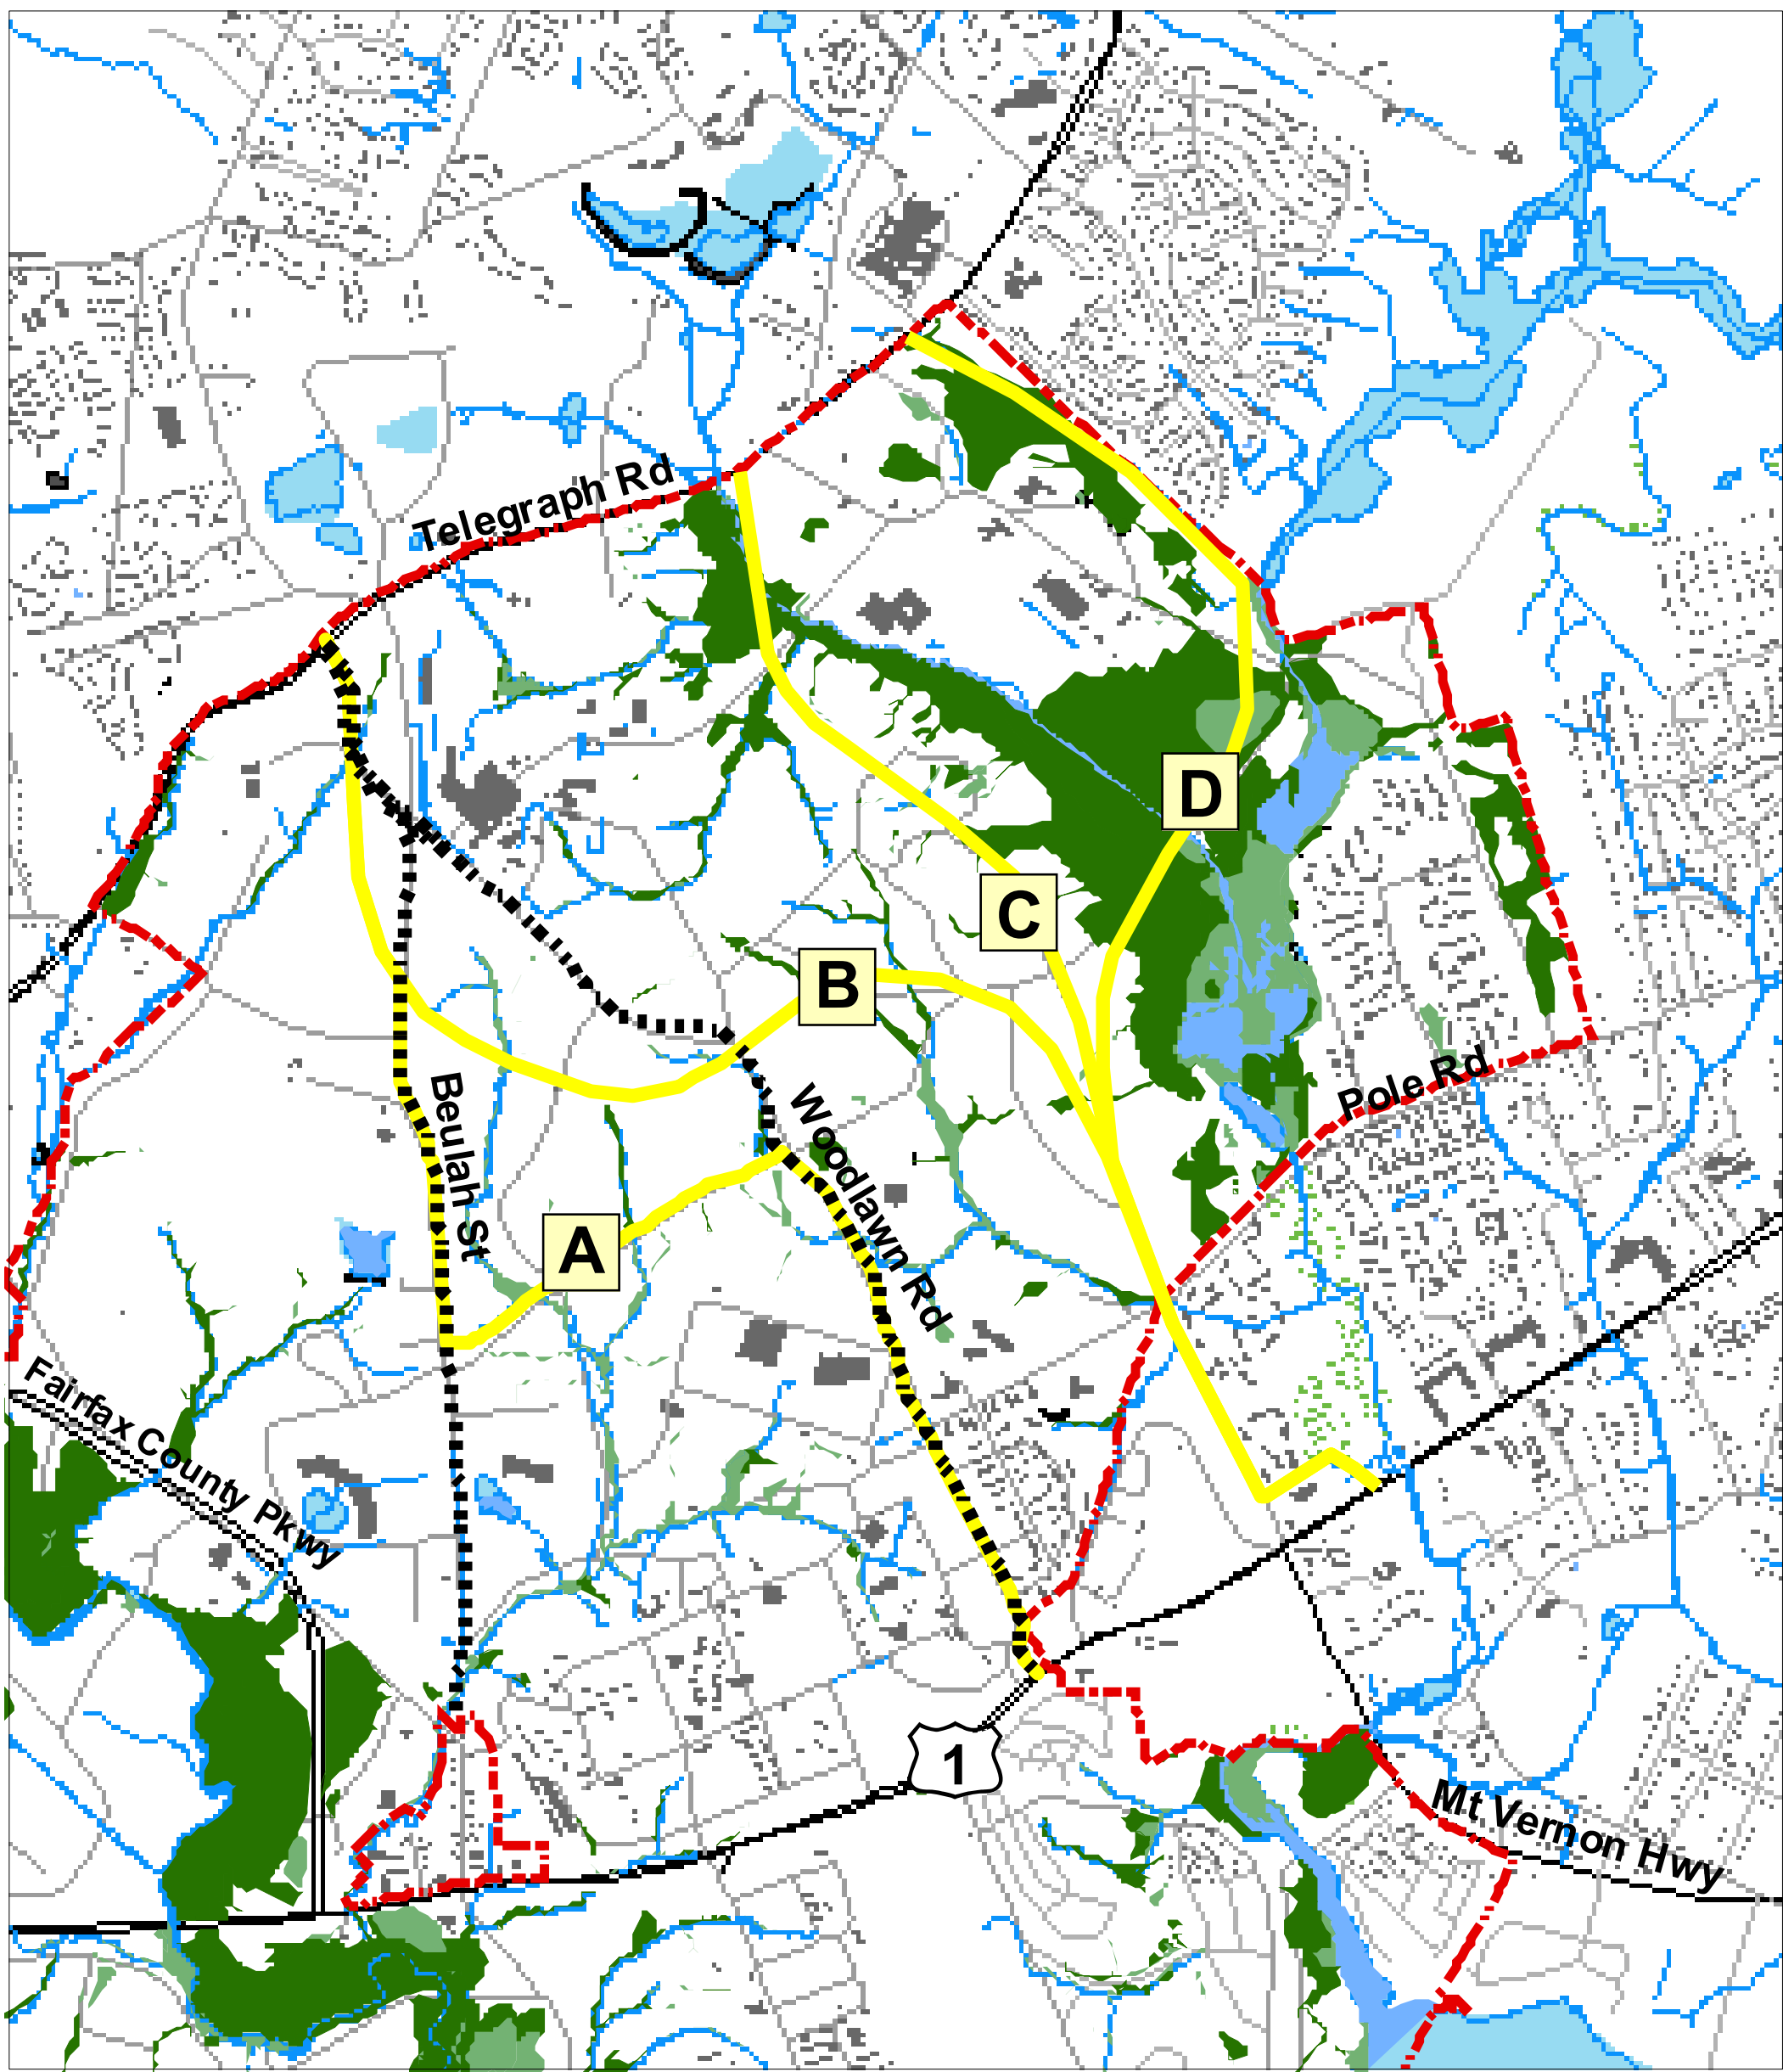 Telegraph Rd
D
C
B
Pole Rd
Beulah St
Woodlawn Rd
A
Fairfax County Pkwy
1
Mt Vernon Hwy